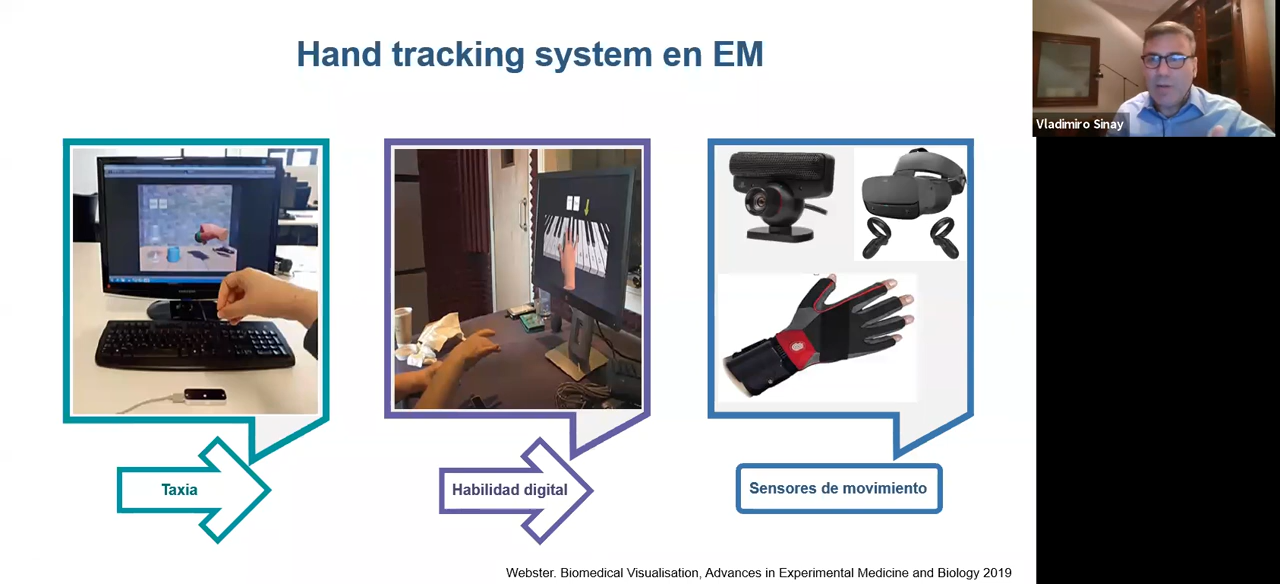 Hand tracking system en EM
Vladimiro Sinay
Taxia
Habilidad digital
Sensores de movimiento
Webster. Biomedical Visualisation, Advances in Experimental Medicine and Biology 2019